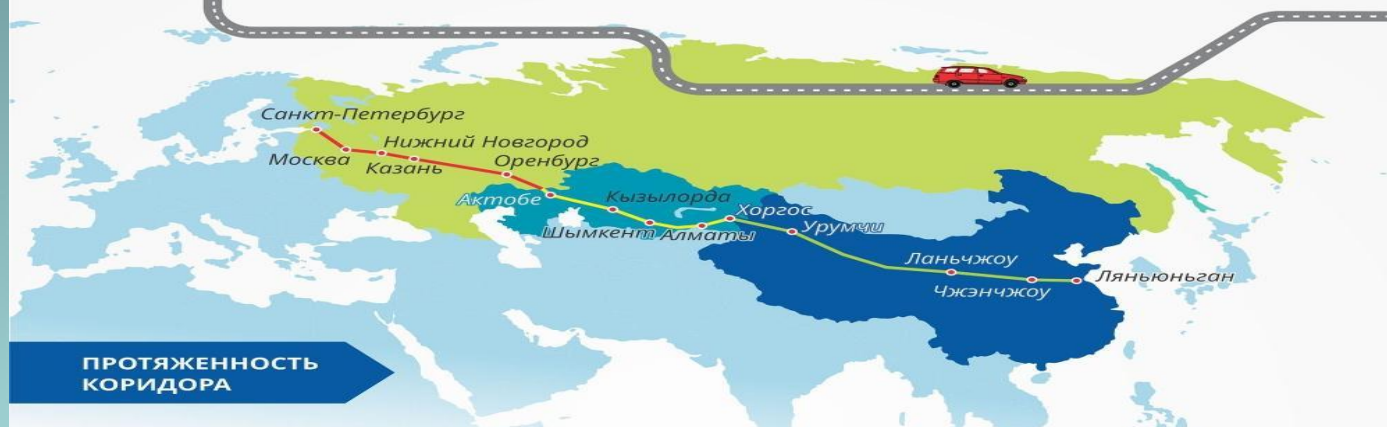 Санкт-Петербург
Нижний Новгород
Москва
Казань
Оренбург
Актобе
Кызылорда
Хоргос
Шымкент
Алматы
Урумчи
Ланьчжоу
Ляньюньган
Чжэнчжоу
ПРОТЯЖЕННОСТЬ
КОРИДОРА